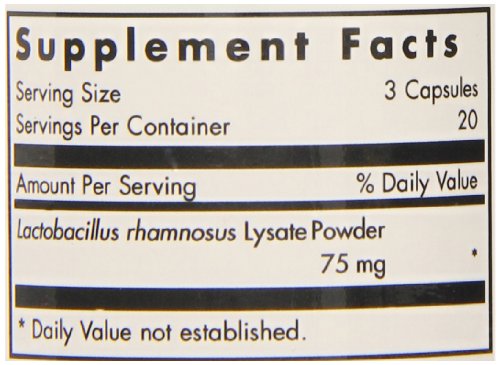 Supplement Facts
Serving Size 3 Capsules
Servings Per Container 20
Amount Per Serving % Daily Value
Lactobacillus rhamnosus Lysate Powder
75 mg *
* Daily Value not established.